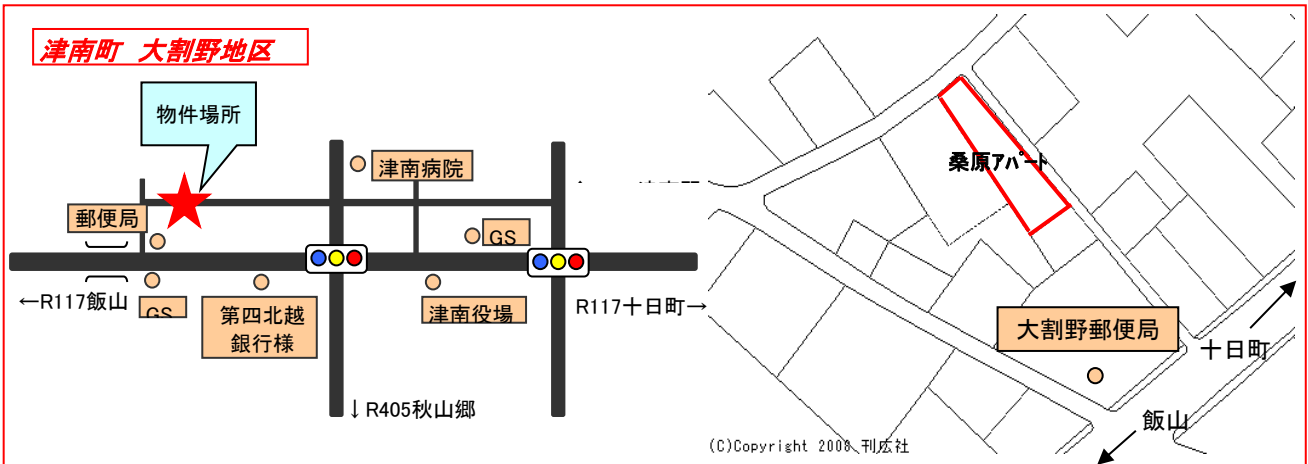 津南町 大割野地区
物件場所
津南病院
郵便局
GS
←R117飯山
GS
第四北越
銀行様
津南役場
R117十日町→
↓R405秋山郷
桑原アパート
大割野郵便局
十日町
飯山
(C)Copyright 2008 刊広社